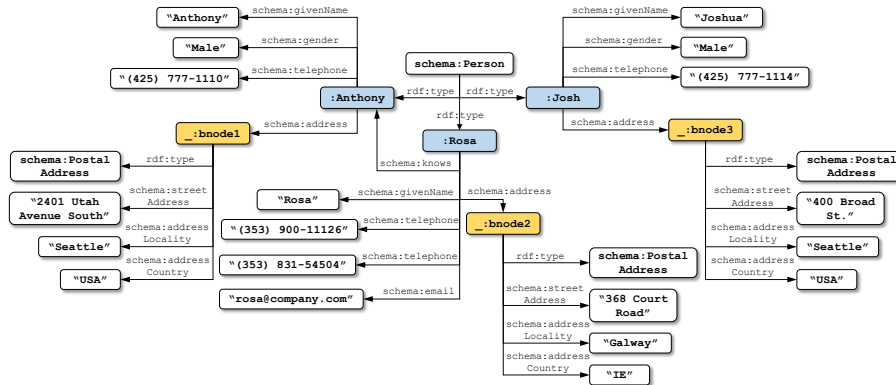 schema:givenName
"Anthony"
schema:gender
"Male"
schema:telephone
"(425) 777-1110"
:Anthony
schema:Person
rdf:type
rdf:type
rdf:type
schema:givenName
"Joshua"
schema:gender
"Male"
schema:telephone
"(425) 777-1114"
:Josh
schema:address
_:bnode1
rdf:type
schema:Postal
Address
schema:street
Address
"2401 Utah
Avenue South"
schema:address
Locality
"Seattle"
schema:address
Country
"USA"
:Rosa
schema:knows
schema:givenName
"Rosa"
schema:telephone
"(353) 900-11126"
schema:telephone
"(353) 831-54504"
schema:email
"rosa@company.com"
schema:address
_:bnode2
rdf:type
schema:Postal
Address
schema:street
Address
"368 Court
Road"
schema:address
Locality
"Galway"
schema:address
Country
"IE"
schema:address
_:bnode3
rdf:type
schema:Postal
Address
schema:street
Address
"400 Broad
St."
schema:address
Locality
"Seattle"
schema:address
Country
"USA"